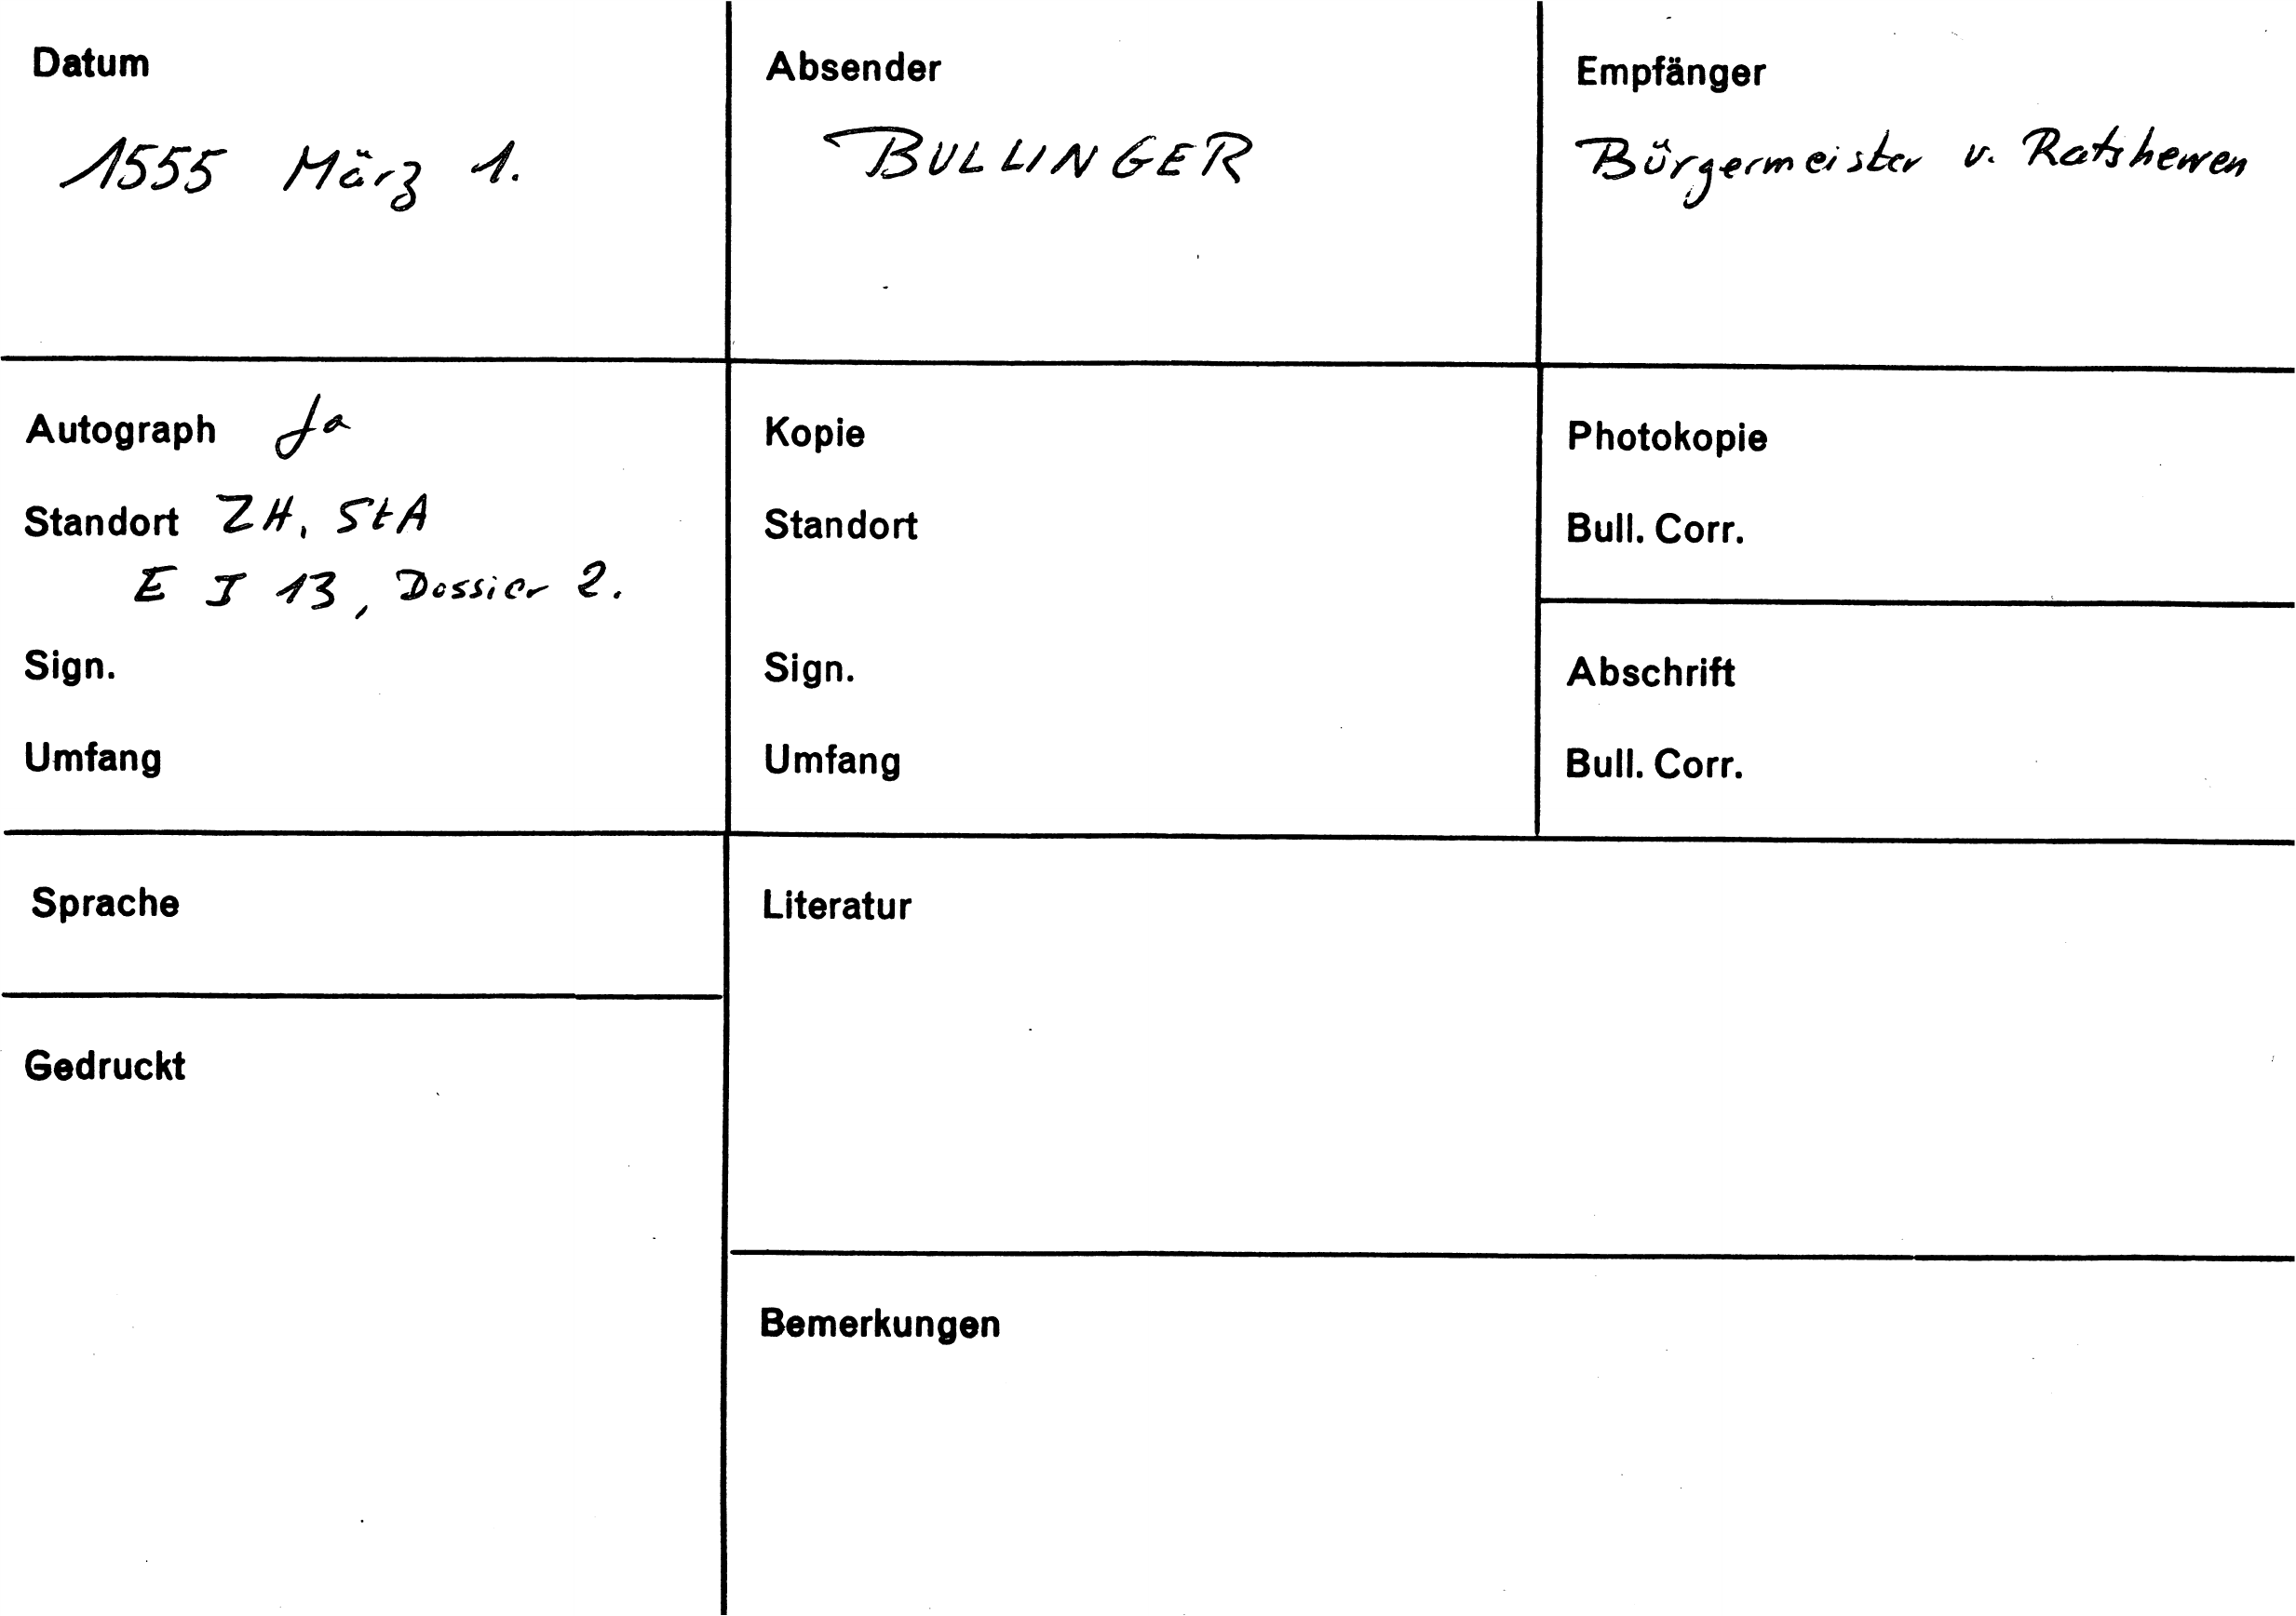 Datum
1555 März 1.
Absender
BULLINGER
Empfänger
Bürgermeister u. Ratsherren
Autograph Ja
Standort ZH, StA
E I 13, Dossier 2.
Sign.
Umfang
Kopie
Standort
Sign.
Umfang
Photokopie
Bull. Corr.
Abschrift
Bull. Corr.
Sprache
Gedruckt
Literatur
Bemerkungen